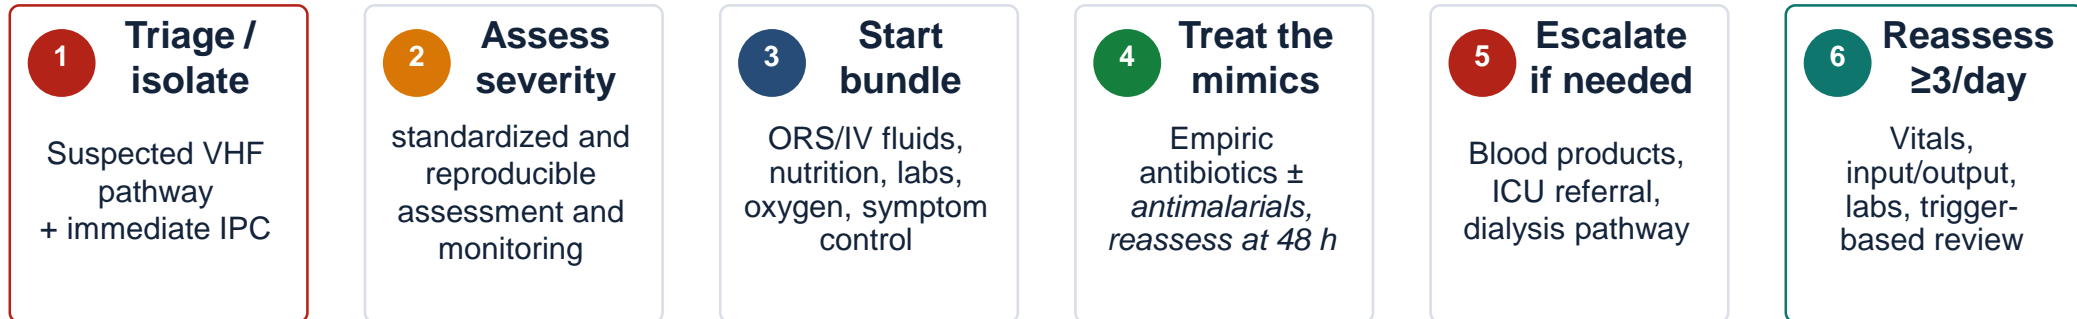 1
Triage /
isolate
Suspected VHF
pathway
+ immediate IPC
2
Assess
severity
standardized and
reproducible
assessment and
monitoring
3
Start
bundle
ORS/IV fluids,
nutrition, labs,
oxygen, symptom
control
4
Treat the
mimics
Empiric
antibiotics ±
antimalarials,
reassess at 48 h
5
Escalate
if needed
Blood products,
ICU referral,
dialysis pathway
6
Reassess
≥3/day
Vitals,
input/output,
labs, trigger-
based review